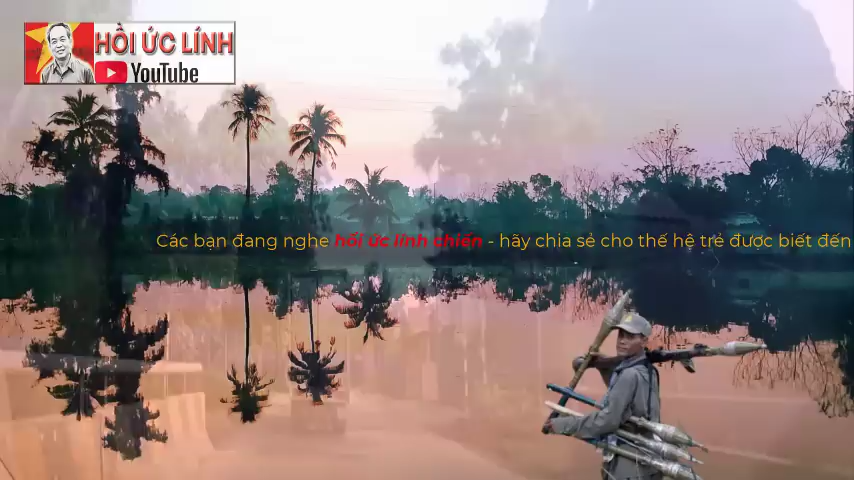 HỒI ỨC LÍNH
YouTube
Các bạn đang nghe hồi ức lính chiến - hãy chia sẻ cho thế hệ trẻ được biết đến